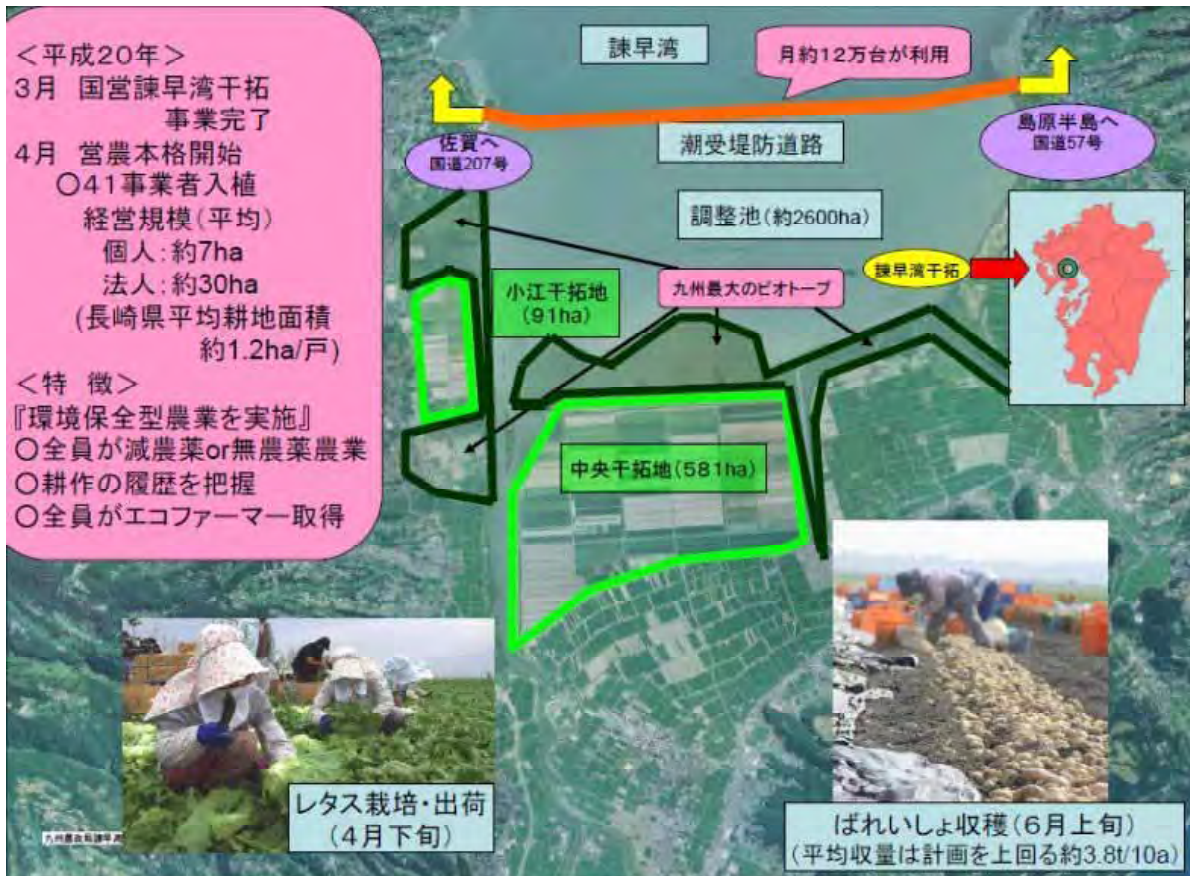 <平成20年>
3月 国営諫早湾干拓
事業完了
4月 営農本格開始
○41事業者入植
経営規模(平均)
個人:約7ha
法人:約30ha
(長崎県平均耕地面積
約1.2ha/戸)
<特 徴>
『環境保全型農業を実施』
○全員が減農薬or無農薬農業
○耕作の履歴を把握
○全員がエコファーマー取得
諫早湾
月約12万台が利用
佐賀へ
国道207号
潮受堤防道路
島原半島へ
国道57号
調整池(約2600ha)
諫早湾干拓
小江干拓地
(91ha)
九州最大のビオトープ
中央干拓地(581ha)
レタス栽培・出荷
(4月下旬)
ばれいしょ収穫(6月上旬)
(平均収量は計画を上回る約3.8t/10a)